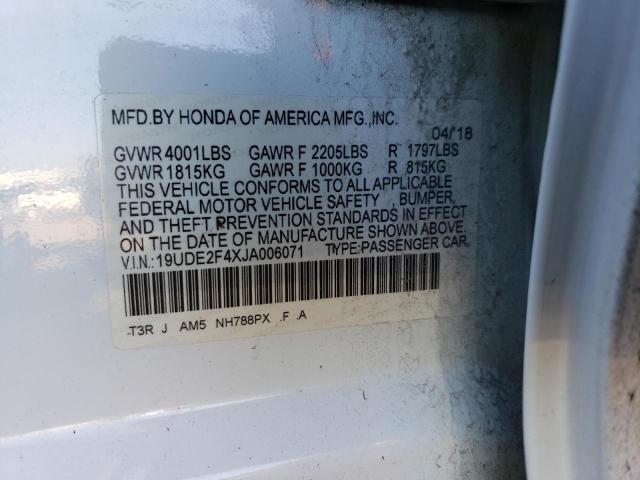 MFD.BY HONDA OF AMERICA MFG.,INC.
04/18
GVWR 4001LBS GAWR F 2205LBS R 1797LBS
GVWR 1815KG GAWR F 1000KG R 815KG
THIS VEHICLE CONFORMS TO ALL APPLICABLE
FEDERAL MOTOR VEHICLE SAFETY , BUMPER,
AND THEFT PREVENTION STANDARDS IN EFFECT
ON THE DATE OF MANUFACTURE SHOWN ABOVE.
V.I.N.: 19UDE2F4XJA006071 TYPE:PASSENGER CAR
T3R J AM5 NH788PX .F .A